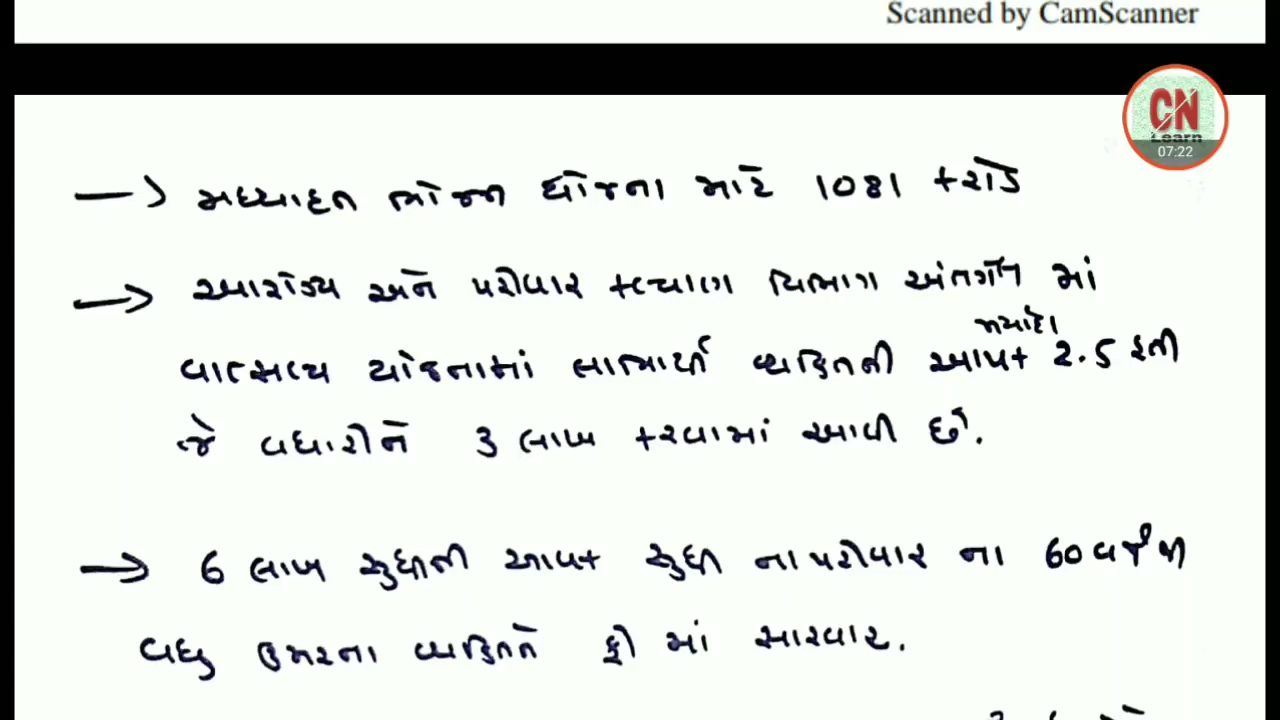 Scanned by CamScanner
CN
Learn
07:22
→ મધ્યાહન ભોજન યોજના માટે 1081 કરોડ
→ આરોગ્ય અને પરીવાર કલ્યાણ વિભાગ અંતર્ગત માં
મર્યાદા
વાત્સલ્ય યોજનામાં લાભાર્થી વ્યક્તિની આવક 2.5 હતી
જે વધારીને 3 લાખ કરવામાં આવી છે.
→ 6 લાખ સુધીની આવક સુધી ના પરીવાર ના 60 વર્ષથી
વધુ ઉમરના વ્યક્તિને ફ્રી માં સારવાર.